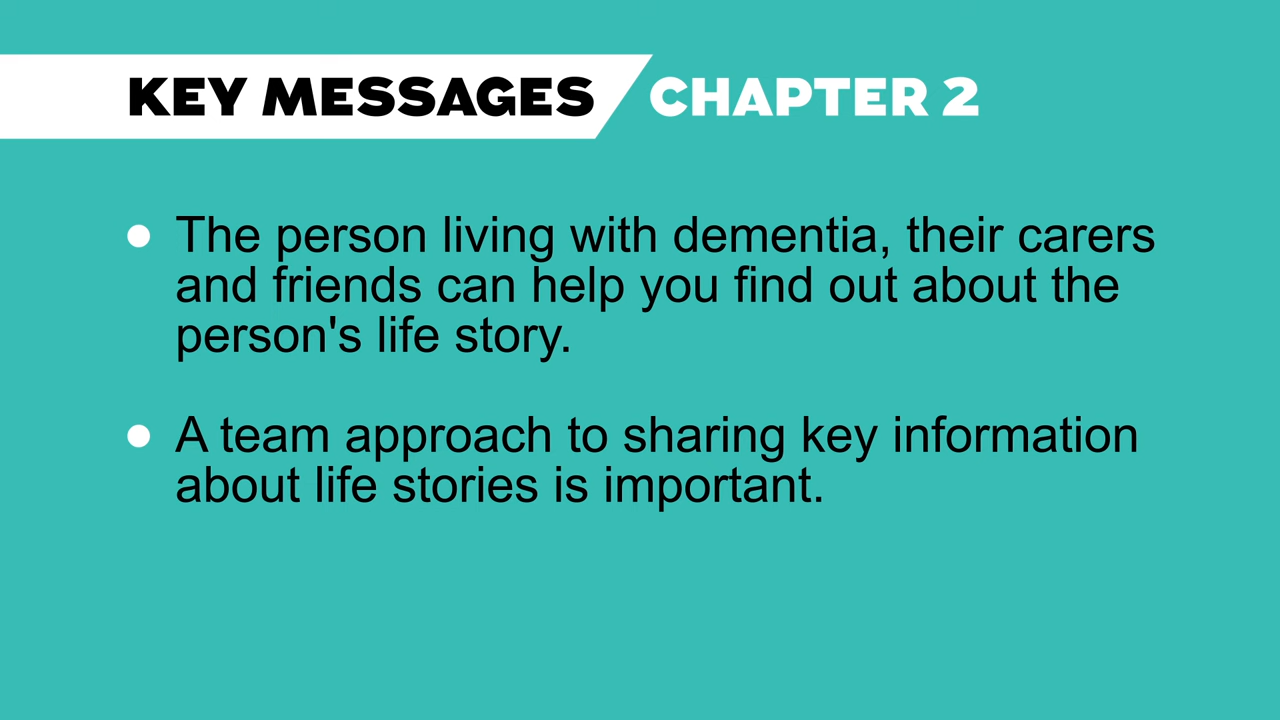 KEY MESSAGES CHAPTER 2
The person living with dementia, their carers
and friends can help you find out about the
person's life story.
A team approach to sharing key information
about life stories is important.